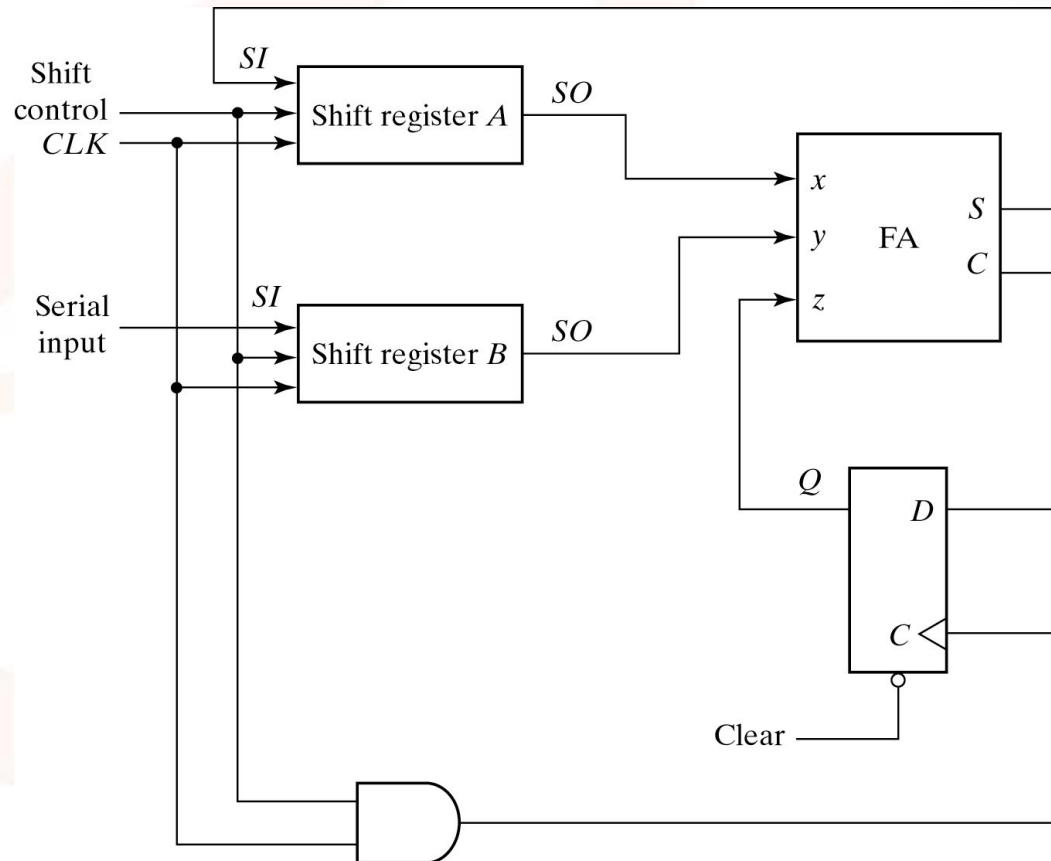 SI
Shift
control
CLK
Shift register A
SO
x
y
z
FA
S
C
Serial
input
SI
Shift register B
SO
Q
D
C
Clear